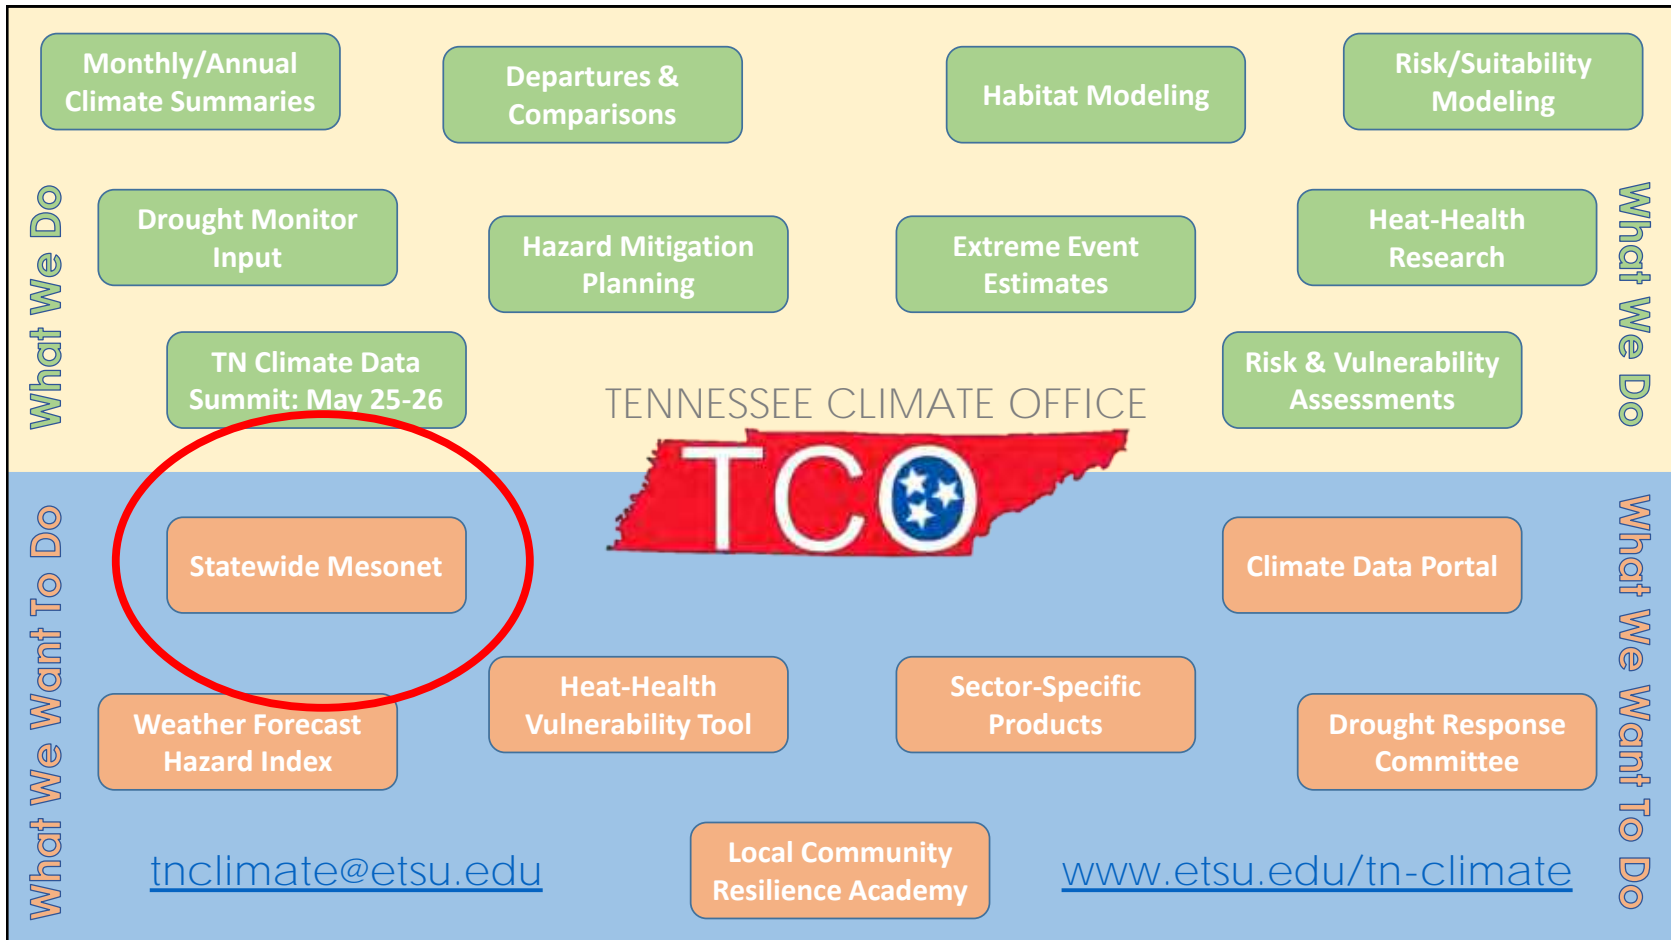 Monthly/Annual
Climate Summaries
Departures &
Comparisons
Habitat Modeling
Risk/Suitability
Modeling
What We Do
Drought Monitor
Input
Hazard Mitigation
Planning
Extreme Event
Estimates
Heat-Health
Research
What We Do
TN Climate Data
Summit: May 25-26
TENNESSEE CLIMATE OFFICE
Risk & Vulnerability
Assessments
TCO
What We Want To Do
Statewide Mesonet
Climate Data Portal
What We Want To Do
Weather Forecast
Hazard Index
Heat-Health
Vulnerability Tool
Sector-Specific
Products
Drought Response
Committee
tnclimate@etsu.edu
Local Community
Resilience Academy
www.etsu.edu/tn-climate